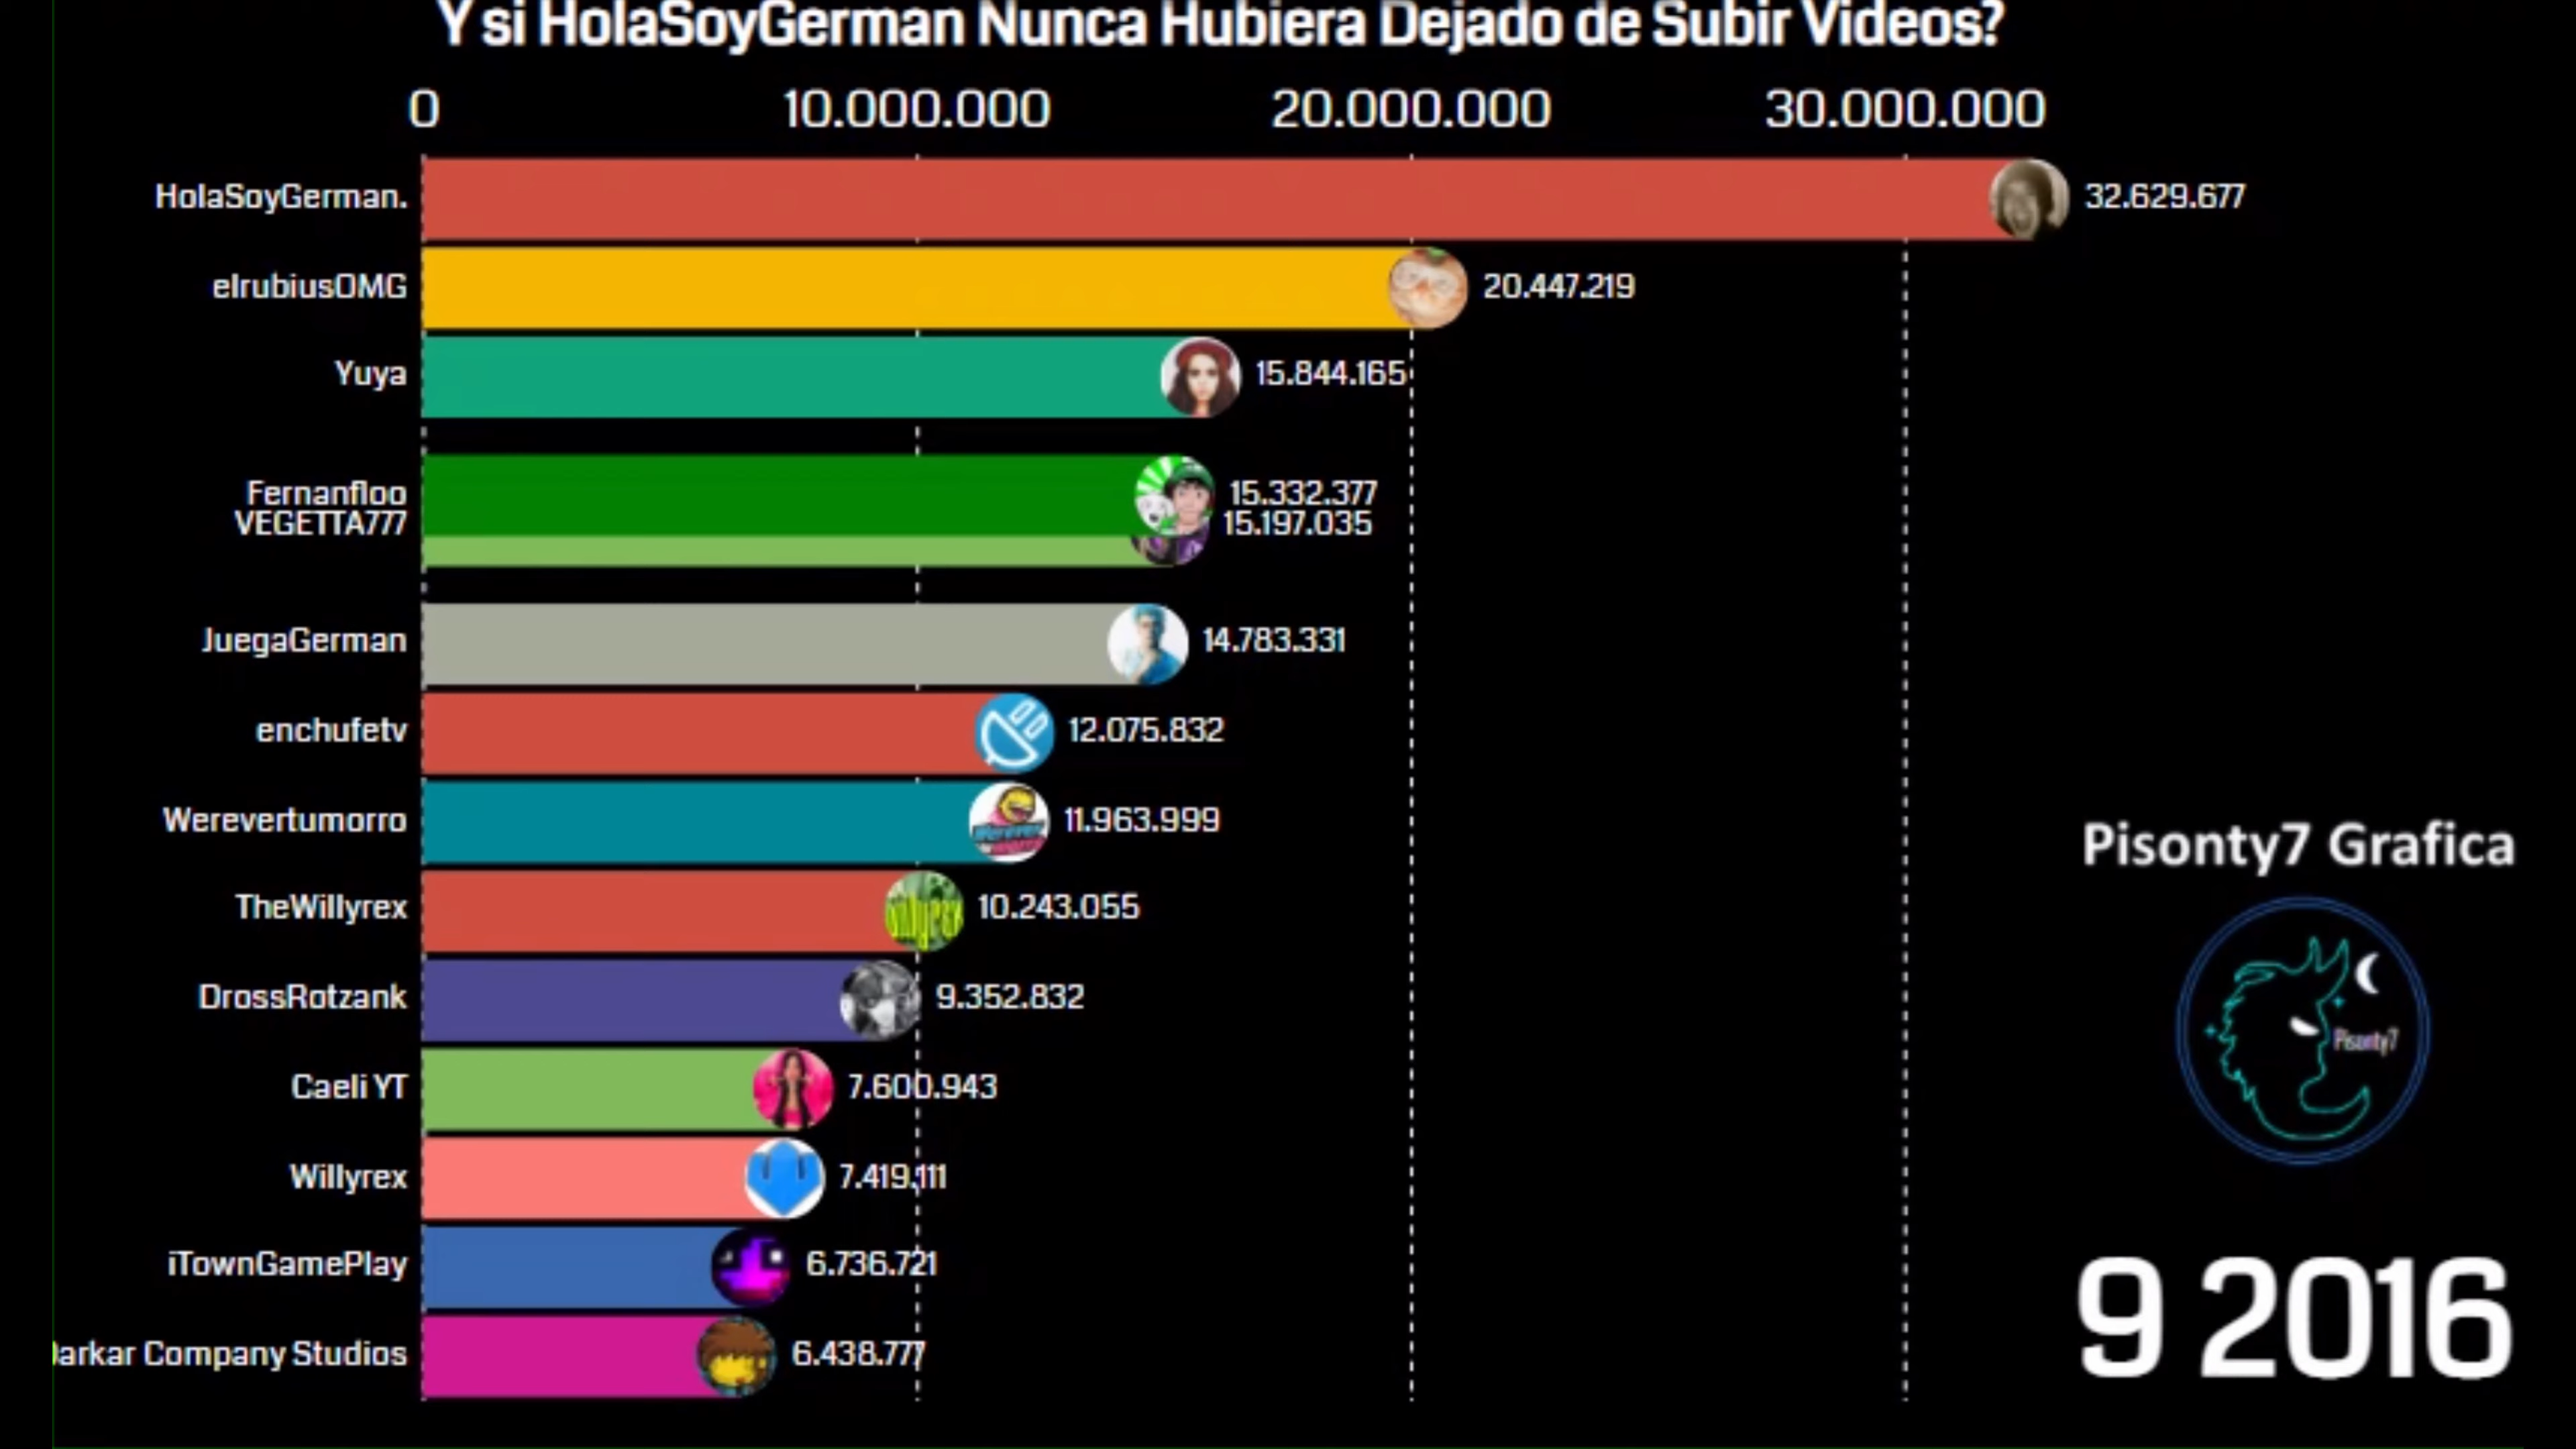 Y si HolaSoyGerman Nunca Hubiera Dejado de Subir Videos?
0 10.000.000 20.000.000 30.000.000
HolaSoyGerman. 32.629.677
elrubiusOMG 20.447.219
Yuya 15.844.165
Fernanfloo 15.332.377
VEGETTA777 15.197.035
JuegaGerman 14.783.331
enchufetv 12.075.832
Werevertumorro 11.963.999
TheWillyrex 10.243.055
DrossRotzank 9.352.832
Caeli YT 7.600.943
Willyrex 7.419.111
iTownGamePlay 6.736.721
arkar Company Studios 6.438.777
Pisonty7 Grafica
Pisonty7
9 2016